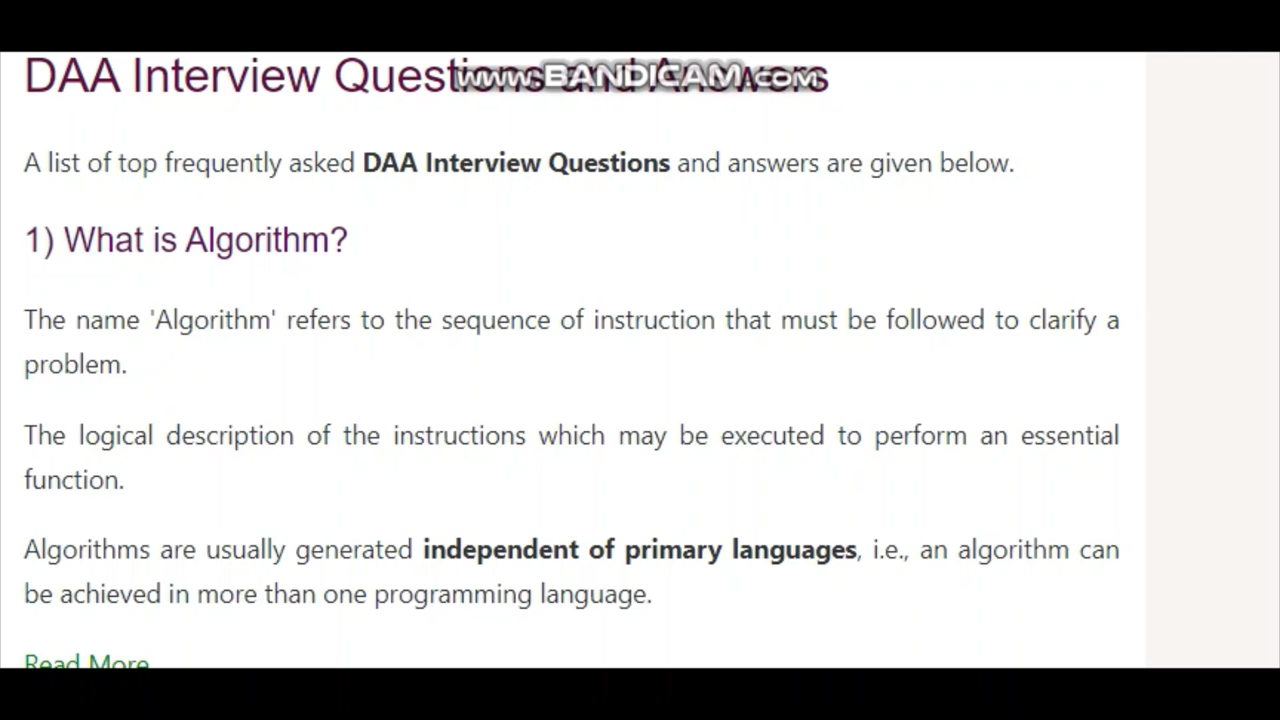 DAA Interview Questions and Answers
www.BANDICAM.com
A list of top frequently asked DAA Interview Questions and answers are given below.
1) What is Algorithm?
The name 'Algorithm' refers to the sequence of instruction that must be followed to clarify a
problem.
The logical description of the instructions which may be executed to perform an essential
function.
Algorithms are usually generated independent of primary languages, i.e., an algorithm can
be achieved in more than one programming language.
Read More